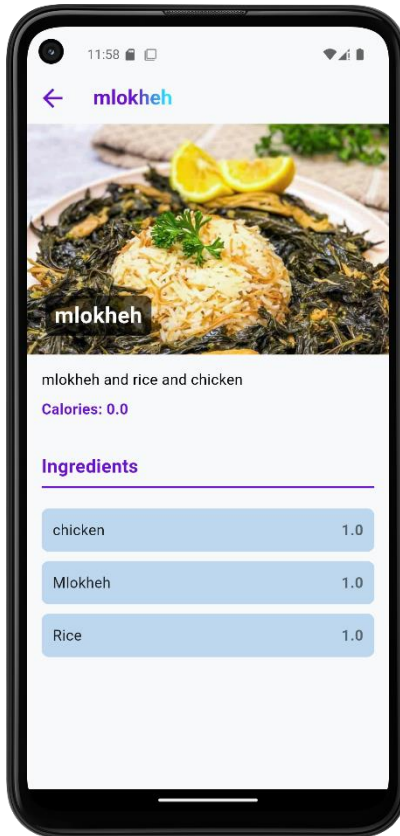 11:58
mlokheh
mlokheh
mlokheh and rice and chicken
Calories: 0.0
Ingredients
chicken 1.0
Mlokheh 1.0
Rice 1.0